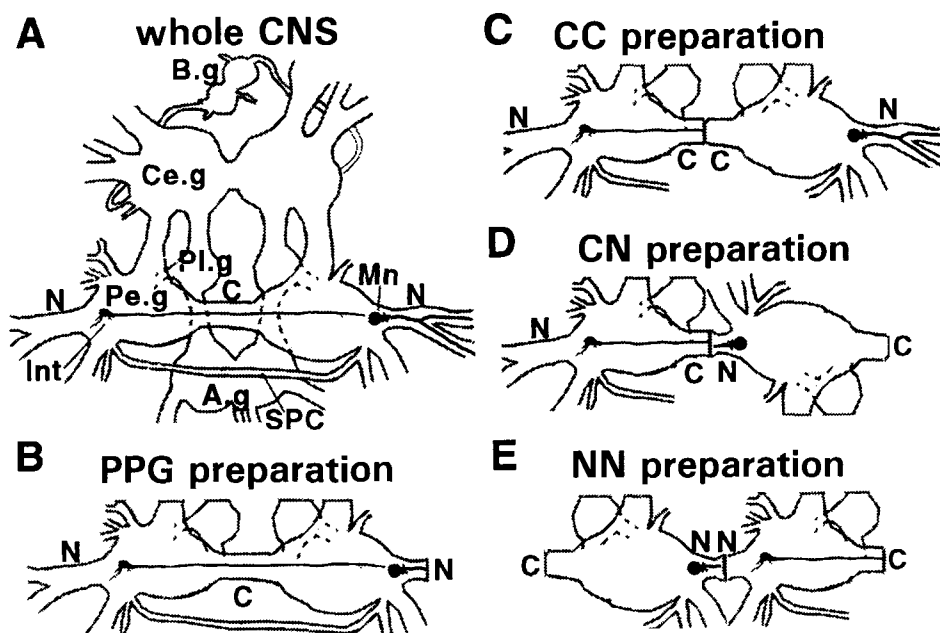 A
whole CNS
B.g
Ce.g
Pl.g
C
Mn
N
Pe.g
N
Int
A.g
SPC
B
PPG preparation
N
N
C
C
CC preparation
N
N
C C
D
CN preparation
N
C
C N
E
NN preparation
N N
C
C